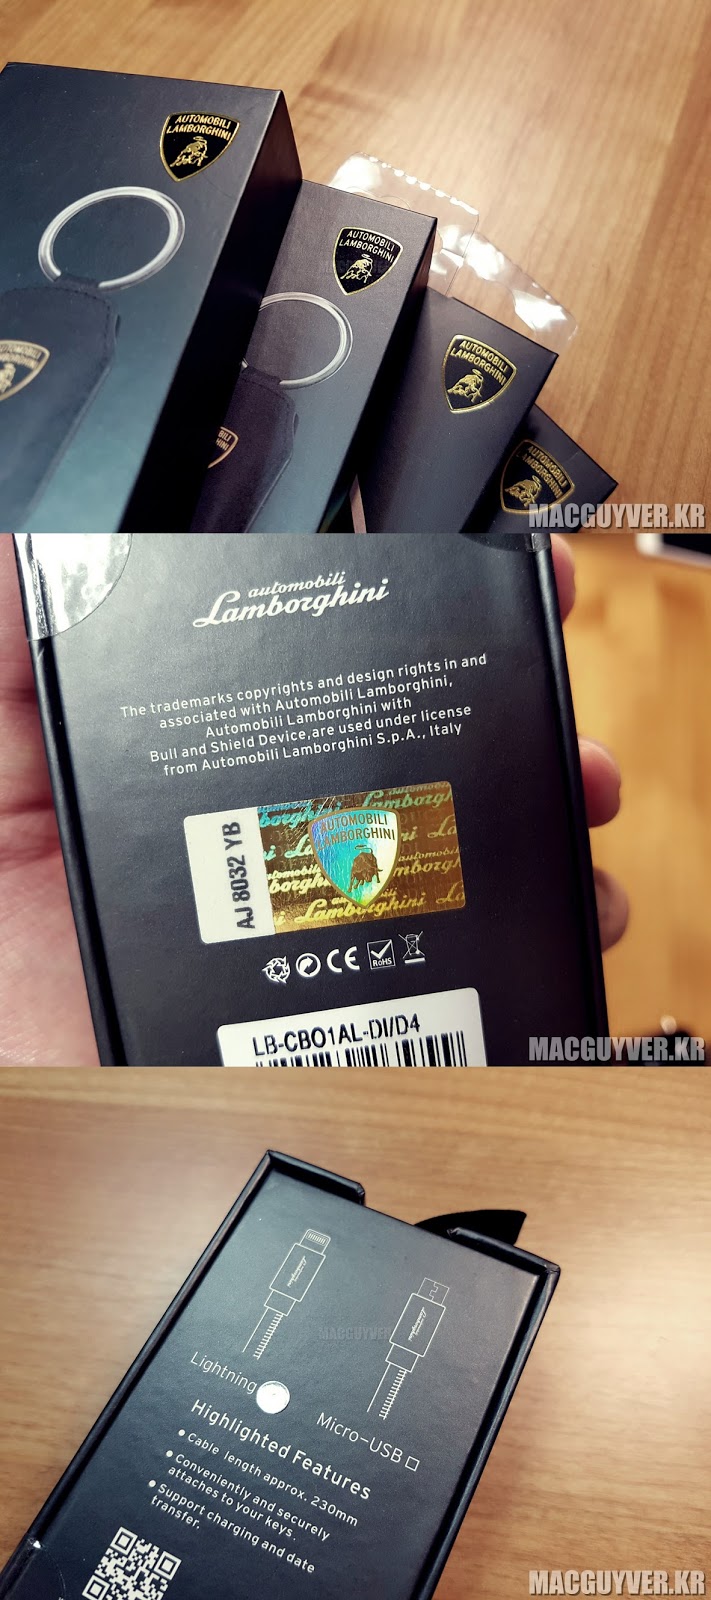 AUTOMOBILI
LAMBORGHINI
AUTOMOBILI
LAMBORGHINI
AUTOMOBILI
LAMBORGHINI
AUTOMOBILI
LAMBORGHINI
MACGUYVER.KR
automobili
Lamborghini
The trademarks copyrights and design rights in and
associated with Automobili Lamborghini,
Automobili Lamborghini with
Bull and Shield Device,are used under license
from Automobili Lamborghini S.p.A., Italy
AJ 8032 YB
AUTOMOBILI
LAMBORGHINI
CE
RoHS
LB-CBO1AL-DI/D4
MACGUYVER.KR
MACGUYVER.KR
Lightning
Micro-USB
Highlighted Features
• Cable length approx. 230mm
• Conveniently and securely
attaches to your keys.
• Support charging and date
transfer.
MACGUYVER.KR